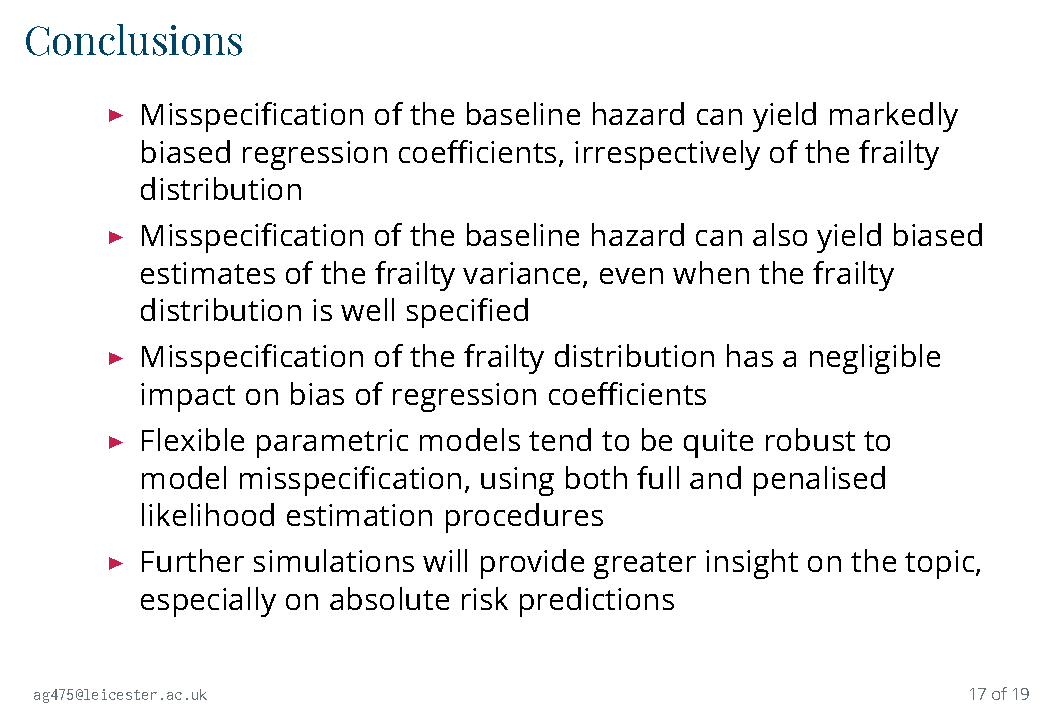 Conclusions
▶ Misspecification of the baseline hazard can yield markedly
biased regression coefficients, irrespectively of the frailty
distribution
▶ Misspecification of the baseline hazard can also yield biased
estimates of the frailty variance, even when the frailty
distribution is well specified
▶ Misspecification of the frailty distribution has a negligible
impact on bias of regression coefficients
▶ Flexible parametric models tend to be quite robust to
model misspecification, using both full and penalised
likelihood estimation procedures
▶ Further simulations will provide greater insight on the topic,
especially on absolute risk predictions
ag475@leicester.ac.uk
17 of 19